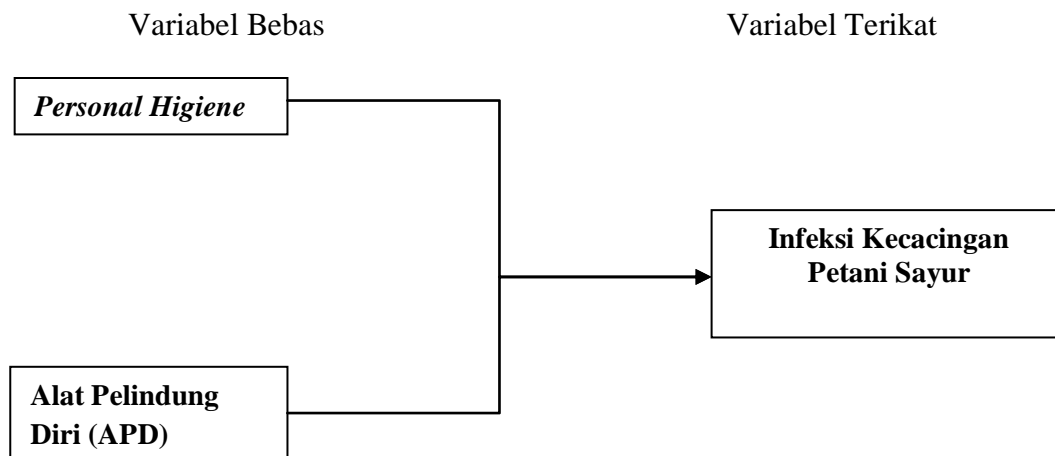 Variabel Bebas
Variabel Terikat
Personal Higiene
Infeksi Kecacingan
Petani Sayur
Alat Pelindung
Diri (APD)